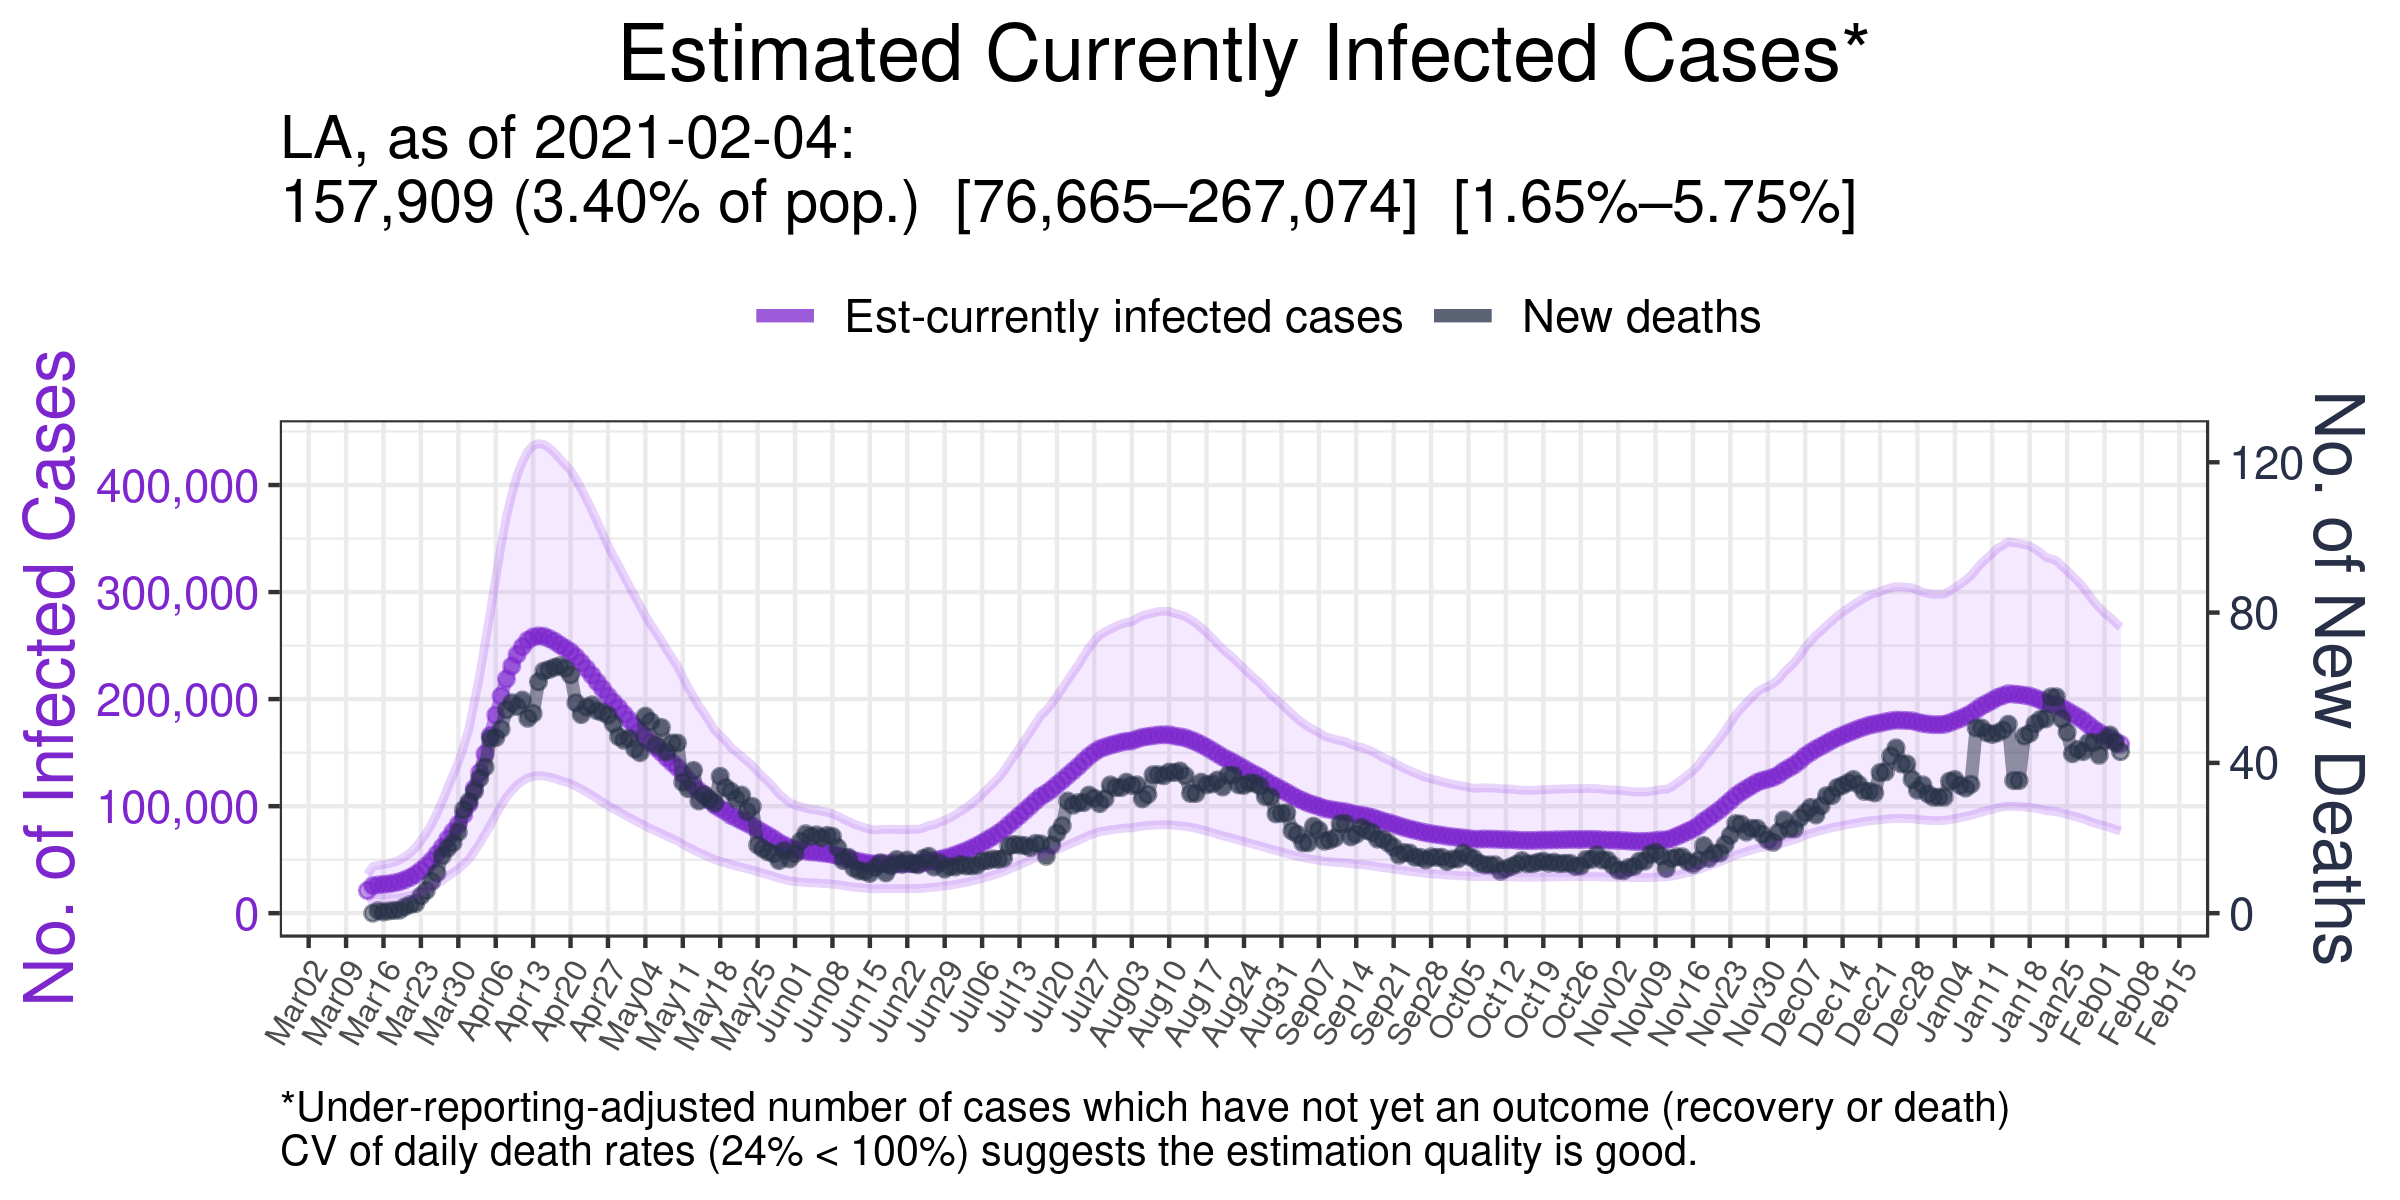 Estimated Currently Infected Cases*
LA, as of 2021-02-04:
157,909 (3.40% of pop.)  [76,665–267,074]  [1.65%–5.75%]
Est-currently infected cases
New deaths
No. of Infected Cases
400,000
300,000
200,000
100,000
0
120
80
40
0
No. of New Deaths
Mar02
Mar09
Mar16
Mar23
Mar30
Apr06
Apr13
Apr20
Apr27
May04
May11
May18
May25
Jun01
Jun08
Jun15
Jun22
Jun29
Jul06
Jul13
Jul20
Jul27
Aug03
Aug10
Aug17
Aug24
Aug31
Sep07
Sep14
Sep21
Sep28
Oct05
Oct12
Oct19
Oct26
Nov02
Nov09
Nov16
Nov23
Nov30
Dec07
Dec14
Dec21
Dec28
Jan04
Jan11
Jan18
Jan25
Feb01
Feb08
Feb15
*Under-reporting-adjusted number of cases which have not yet an outcome (recovery or death)
CV of daily death rates (24% < 100%) suggests the estimation quality is good.